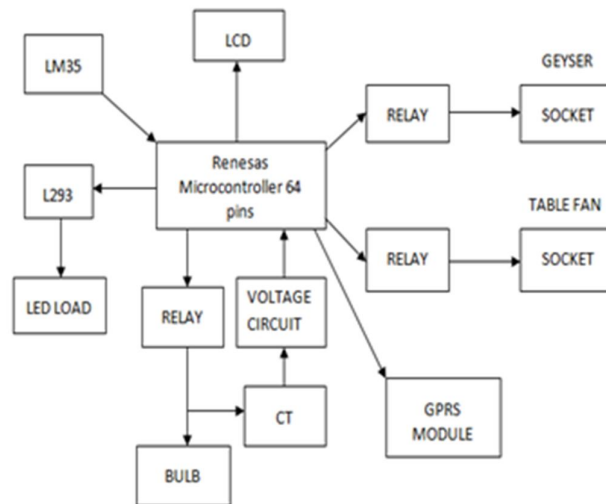 LCD
LM35
GEYSER
RELAY
SOCKET
Renesas
Microcontroller 64
pins
L293
TABLE FAN
RELAY
SOCKET
LED LOAD
RELAY
VOLTAGE
CIRCUIT
CT
GPRS
MODULE
BULB